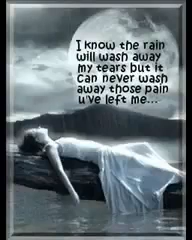 I know the rain
will wash away
my tears but it
can never wash
away those pain
u've left me...